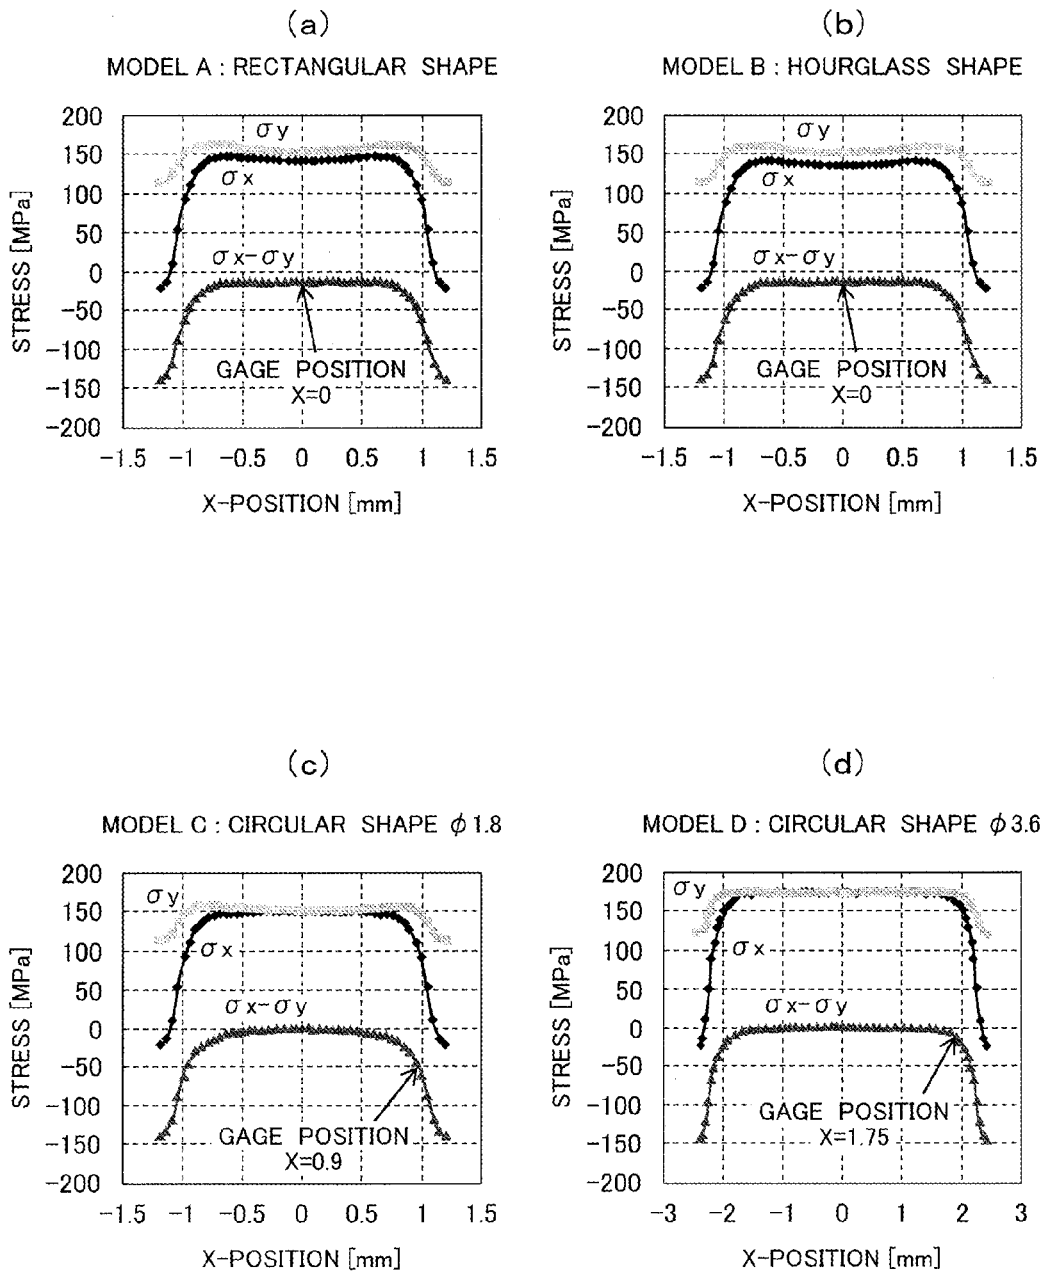 (a)
MODEL A : RECTANGULAR SHAPE
200
150
100
50
0
-50
-100
-150
-200
STRESS [MPa]
σy
σx
σx-σy
GAGE POSITION
X=0
-1.5 -1 -0.5 0 0.5 1 1.5
X-POSITION [mm]
(b)
MODEL B : HOURGLASS SHAPE
200
150
100
50
0
-50
-100
-150
-200
STRESS [MPa]
σy
σx
σx-σy
GAGE POSITION
X=0
-1.5 -1 -0.5 0 0.5 1 1.5
X-POSITION [mm]
(c)
MODEL C : CIRCULAR SHAPE φ1.8
200
150
100
50
0
-50
-100
-150
-200
STRESS [MPa]
σy
σx
σx-σy
GAGE POSITION
X=0.9
-1.5 -1 -0.5 0 0.5 1 1.5
X-POSITION [mm]
(d)
MODEL D : CIRCULAR SHAPE φ3.6
200
150
100
50
0
-50
-100
-150
-200
STRESS [MPa]
σy
σx
σx-σy
GAGE POSITION
X=1.75
-3 -2 -1 0 1 2 3
X-POSITION [mm]